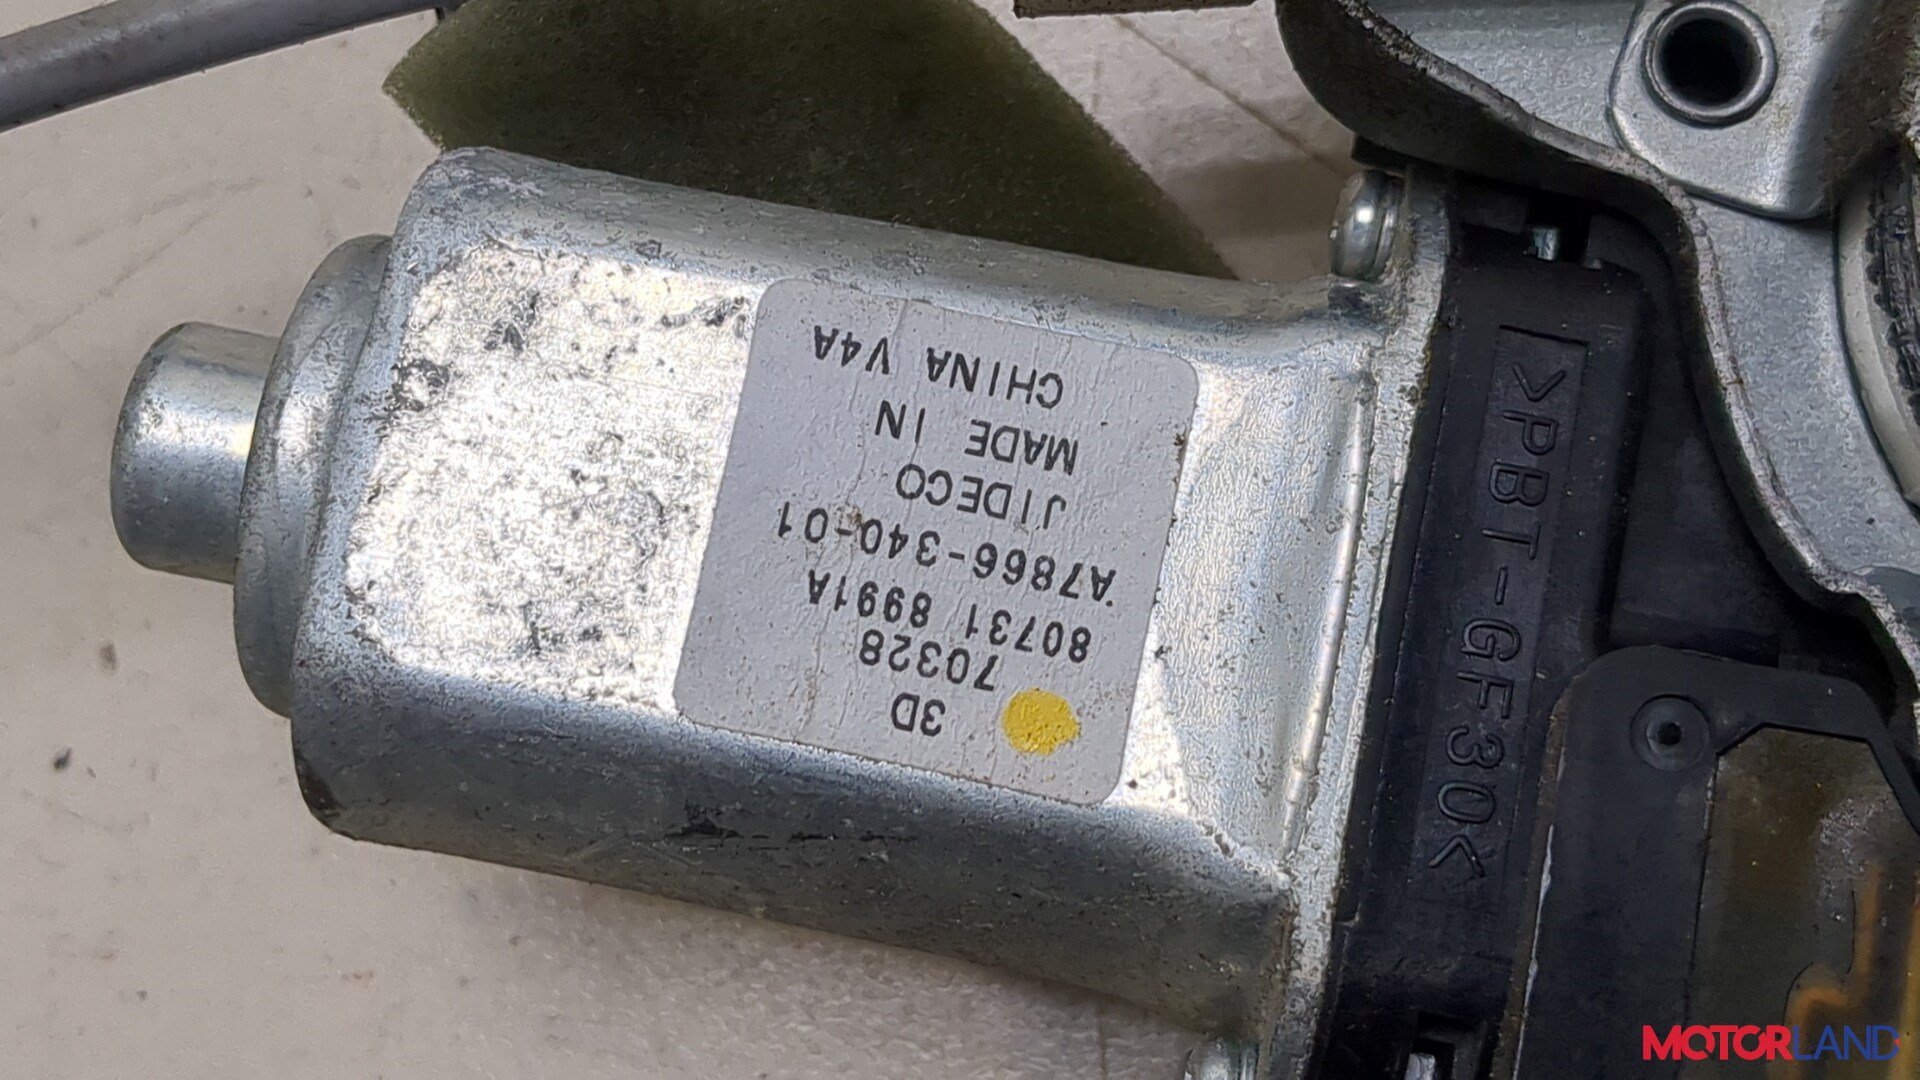 3D
70328
80731 8991A
A7866-340-01
JIDECO
MADE IN
CHINA V4A
>PBT-GF30<
MOTORLAND